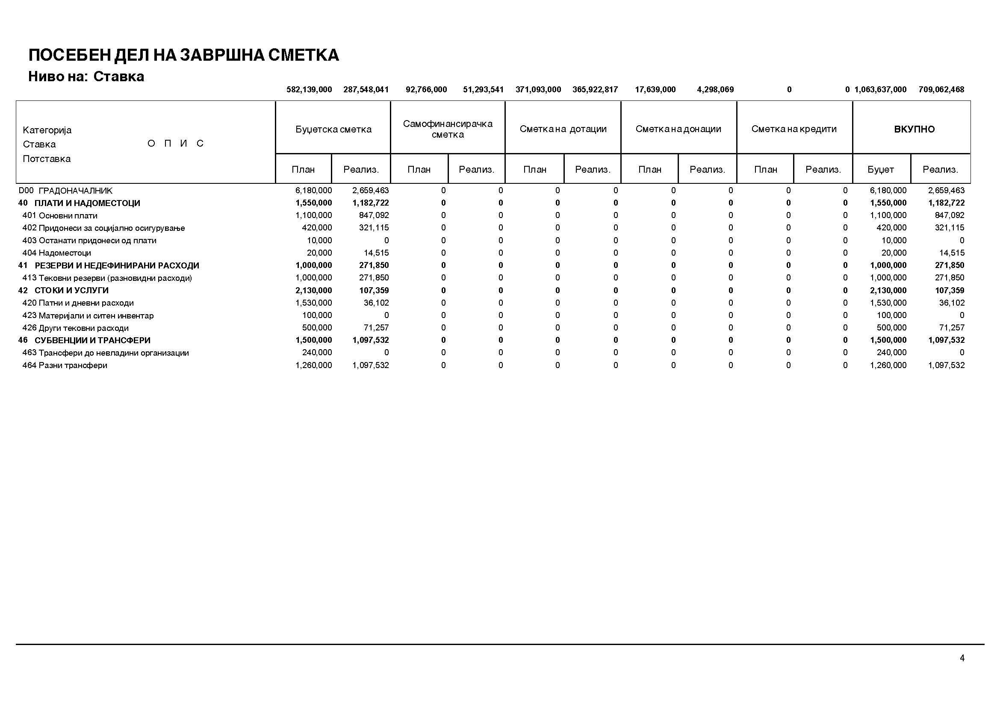 ПОСЕБЕН ДЕЛ НА ЗАВРШНА СМЕТКА
Ниво на: Ставка
582,139,000 287,548,041 92,766,000 51,293,541 371,093,000 365,922,817 17,639,000 4,298,069 0 0 1,063,637,000 709,062,468
Категорија
Ставка
Потставка
О П И С
Буџетска сметка
Самофинансирачка
сметка
Сметка на дотации
Сметка на донации
Сметка на кредити
ВКУПНО
План Реализ. План Реализ. План Реализ. План Реализ. План Реализ. Буџет Реализ.
D00 ГРАДОНАЧАЛНИК 6,180,000 2,659,463 0 0 0 0 0 0 0 0 6,180,000 2,659,463
40 ПЛАТИ И НАДОМЕСТОЦИ 1,550,000 1,182,722 0 0 0 0 0 0 0 0 1,550,000 1,182,722
401 Основни плати 1,100,000 847,092 0 0 0 0 0 0 0 0 1,100,000 847,092
402 Придонеси за социјално осигурување 420,000 321,115 0 0 0 0 0 0 0 0 420,000 321,115
403 Останати придонеси од плати 10,000 0 0 0 0 0 0 0 0 0 10,000 0
404 Надоместоци 20,000 14,515 0 0 0 0 0 0 0 0 20,000 14,515
41 РЕЗЕРВИ И НЕДЕФИНИРАНИ РАСХОДИ 1,000,000 271,850 0 0 0 0 0 0 0 0 1,000,000 271,850
413 Тековни резерви (разновидни расходи) 1,000,000 271,850 0 0 0 0 0 0 0 0 1,000,000 271,850
42 СТОКИ И УСЛУГИ 2,130,000 107,359 0 0 0 0 0 0 0 0 2,130,000 107,359
420 Патни и дневни расходи 1,530,000 36,102 0 0 0 0 0 0 0 0 1,530,000 36,102
423 Материјали и ситен инвентар 100,000 0 0 0 0 0 0 0 0 0 100,000 0
426 Други тековни расходи 500,000 71,257 0 0 0 0 0 0 0 0 500,000 71,257
46 СУБВЕНЦИИ И ТРАНСФЕРИ 1,500,000 1,097,532 0 0 0 0 0 0 0 0 1,500,000 1,097,532
463 Трансфери до невладини организации 240,000 0 0 0 0 0 0 0 0 0 240,000 0
464 Разни трансфери 1,260,000 1,097,532 0 0 0 0 0 0 0 0 1,260,000 1,097,532
4